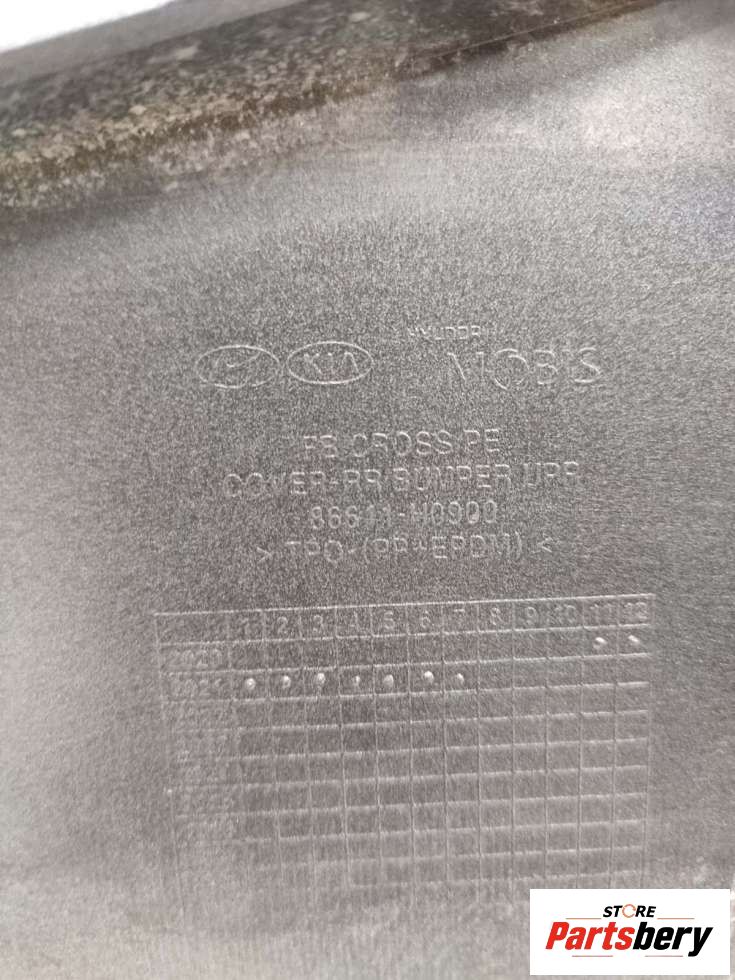 KIA
HYUNDAI
MOBIS
FB CROSS PE
COVER-RR BUMPER UPR
86611-H0900
>TPO-(PP+EPDM)<
1 2 3 4 5 6 7 8 9 10 11 12
2020
2021
STORE
Partsbery